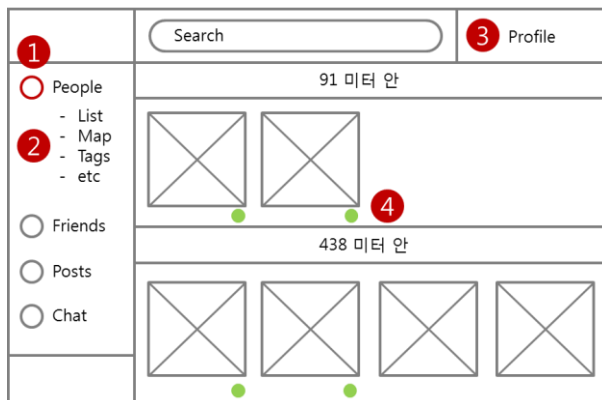 Search
3 Profile
1
People
- List
- Map
- Tags
- etc
2
Friends
Posts
Chat
91 미터 안
4
438 미터 안